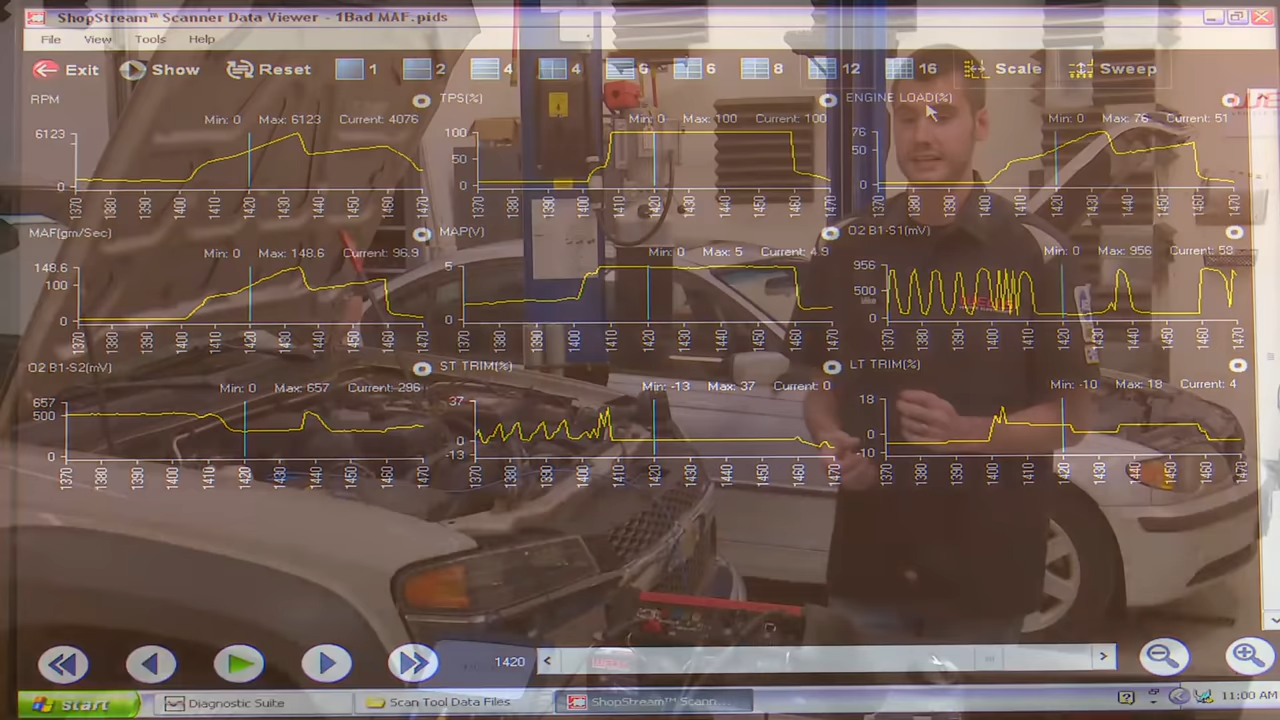 ShopStream™ Scanner Data Viewer - 1Bad MAF.pids
File View Tools Help
Exit Show Reset 1 2 4 4 6 6 8 12 16 Scale Sweep
RPM
Min: 0 Max: 6123 Current: 4076
6123
0
1370 1380 1390 1400 1410 1420 1430 1440 1450 1460 1470
TPS(%)
Min: 0 Max: 100 Current: 100
100
50
0
1370 1380 1390 1400 1410 1420 1430 1440 1450 1460 1470
ENGINE LOAD(%)
Min: 0 Max: 76 Current: 51
76
50
0
1370 1380 1390 1400 1410 1420 1430 1440 1450 1460 1470
MAF(gm/Sec)
Min: 0 Max: 148.6 Current: 96.9
148.6
100
0
1370 1380 1390 1400 1410 1420 1430 1440 1450 1460 1470
MAP(V)
Min: 0 Max: 5 Current: 4.9
5
0
1370 1380 1390 1400 1410 1420 1430 1440 1450 1460 1470
O2 B1-S1(mV)
Min: 0 Max: 956 Current: 58
956
500
0
1370 1380 1390 1400 1410 1420 1430 1440 1450 1460 1470
O2 B1-S2(mV)
Min: 0 Max: 657 Current: 296
657
500
0
1370 1380 1390 1400 1410 1420 1430 1440 1450 1460 1470
ST TRIM(%)
Min: -13 Max: 37 Current: 0
37
0
-13
1370 1380 1390 1400 1410 1420 1430 1440 1450 1460 1470
LT TRIM(%)
Min: -10 Max: 18 Current: 4
18
0
-10
1370 1380 1390 1400 1410 1420 1430 1440 1450 1460 1470
1420
start Diagnostic Suite Scan Tool Data Files ShopStream™ Scann... 11:00 AM